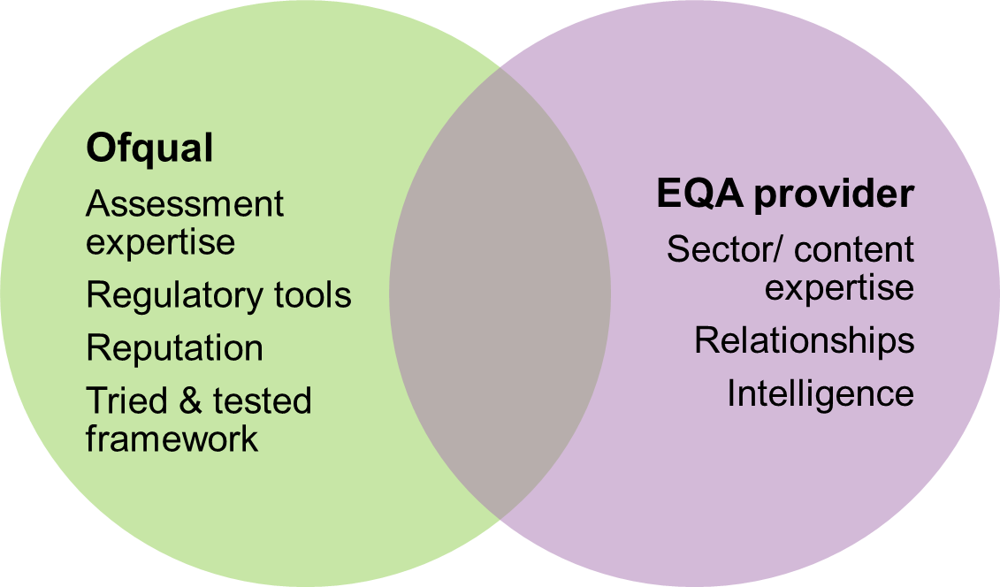 Ofqual
Assessment
expertise
Regulatory tools
Reputation
Tried & tested
framework
EQA provider
Sector/ content
expertise
Relationships
Intelligence